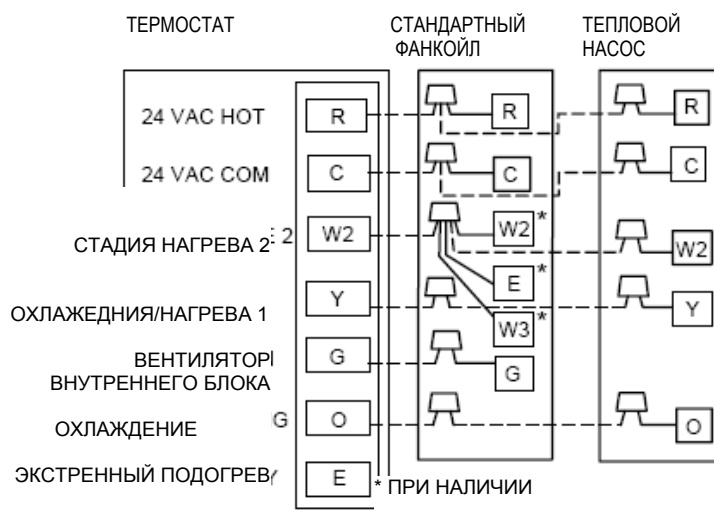 ТЕРМОСТАТ
СТАНДАРТНЫЙ
ФАНКОЙЛ
ТЕПЛОВОЙ
НАСОС
24 VAC HOT R R R
24 VAC COM C C C
СТАДИЯ НАГРЕВА 2 2 W2 W2 * W2
E *
ОХЛАЖЕДНИЯ/НАГРЕВА 1 Y W3 * Y
ВЕНТИЛЯТОР
ВНУТРЕННЕГО БЛОКА G G
ОХЛАЖДЕНИЕ G O O
ЭКСТРЕННЫЙ ПОДОГРЕВ E * ПРИ НАЛИЧИИ